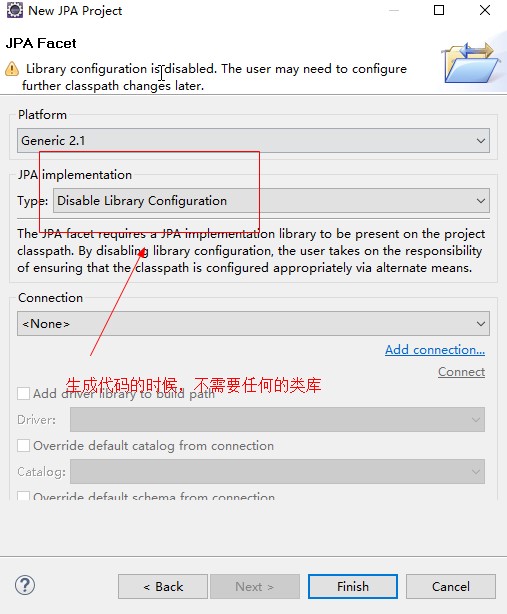 New JPA Project
JPA Facet
Library configuration is disabled. The user may need to configure
further classpath changes later.
Platform
Generic 2.1
JPA implementation
Type: Disable Library Configuration
The JPA facet requires a JPA implementation library to be present on the project
classpath. By disabling library configuration, the user takes on the responsibility
of ensuring that the classpath is configured appropriately via alternate means.
Connection
<None>
Add connection...
Connect
生成代码的时候，不需要任何的类库
Add driver library to build path
Driver:
Override default catalog from connection
Catalog:
Override default schema from connection
< Back
Next >
Finish
Cancel